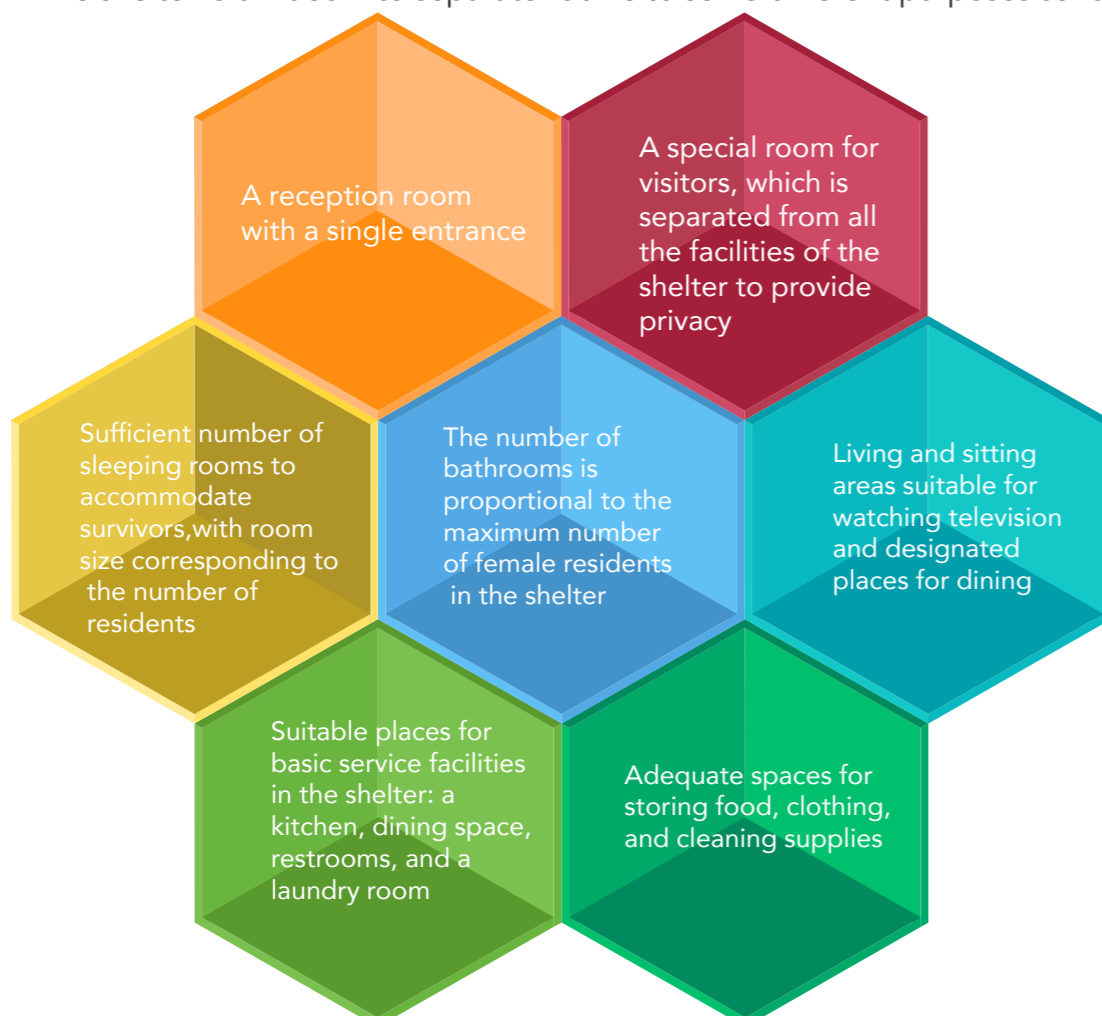 A reception room
with a single entrance
A special room for
visitors, which is
separated from all
the facilities of the
shelter to provide
privacy
Sufficient number of
sleeping rooms to
accommodate
survivors,with room
size corresponding to
the number of
residents
The number of
bathrooms is
proportional to the
maximum number
of female residents
in the shelter
Living and sitting
areas suitable for
watching television
and designated
places for dining
Suitable places for
basic service facilities
in the shelter: a
kitchen, dining space,
restrooms, and a
laundry room
Adequate spaces for
storing food, clothing,
and cleaning supplies